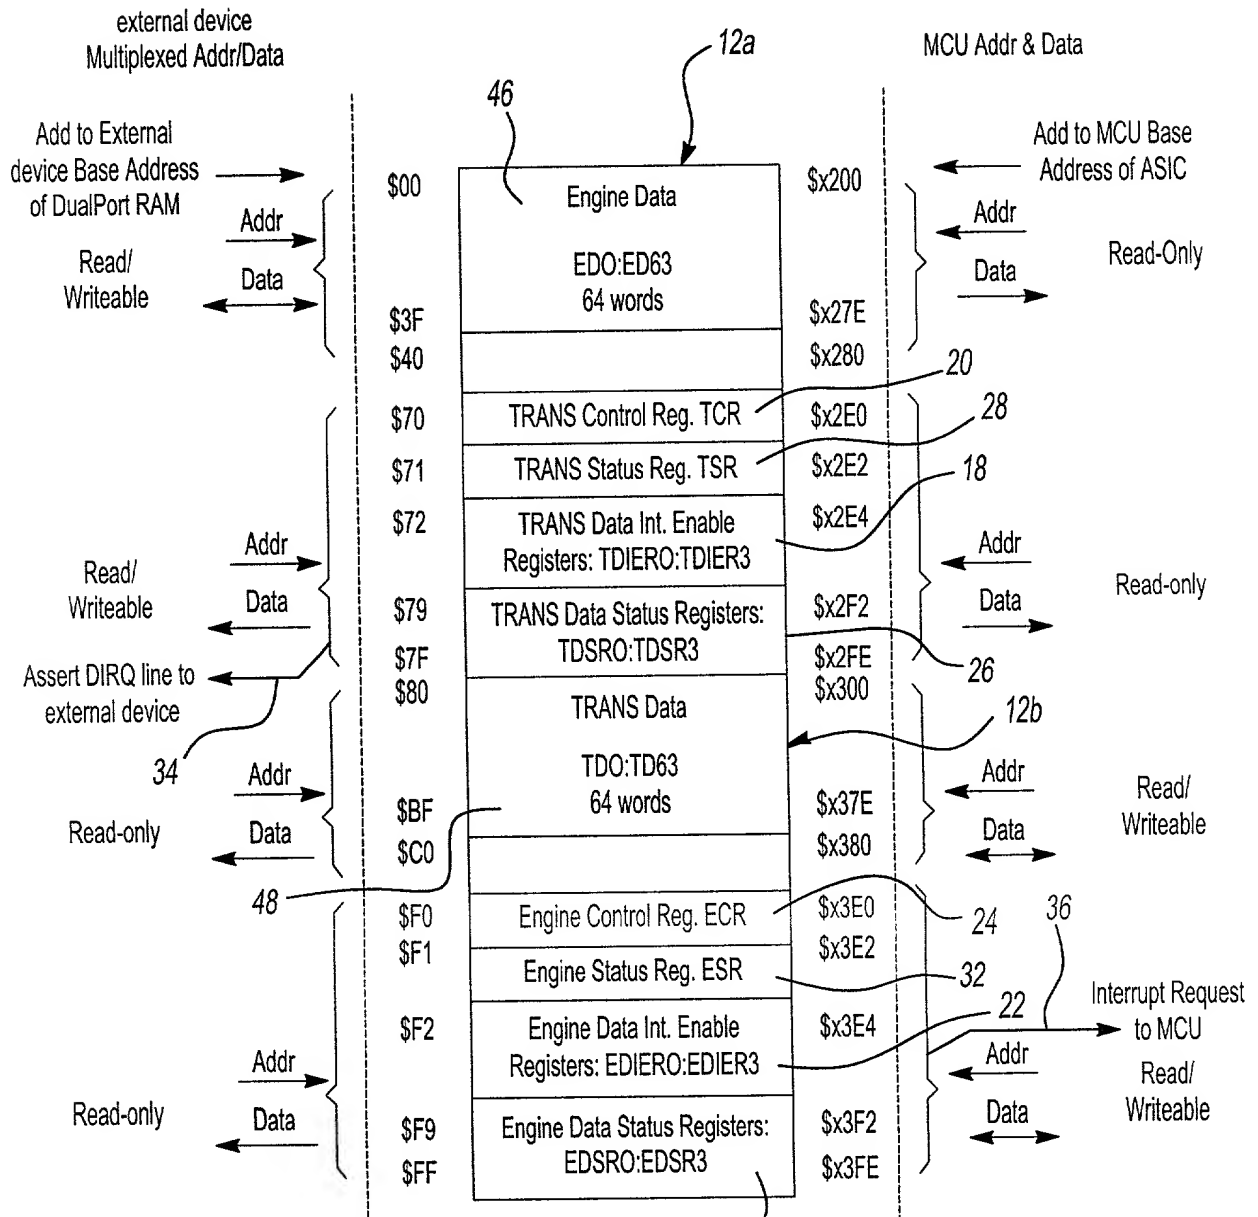 external device
Multiplexed Addr/Data
12a
MCU Addr & Data
46
Add to External
device Base Address
of DualPort RAM
Add to MCU Base
Address of ASIC
$00
Engine Data
$x200
Addr
Addr
Read/
Writeable
Data
EDO:ED63
64 words
Data
Read-Only
$3F
$x27E
$40
$x280
20
$70
TRANS Control Reg. TCR
$x2E0
28
$71
TRANS Status Reg. TSR
$x2E2
18
$72
TRANS Data Int. Enable
Registers: TDIERO:TDIER3
$x2E4
Addr
Addr
Read/
Writeable
Data
Data
Read-only
$79
TRANS Data Status Registers:
TDSRO:TDSR3
$x2F2
$7F
$x2FE
26
Assert DIRQ line to
external device
$80
TRANS Data
$x300
12b
34
TDO:TD63
64 words
Addr
Addr
Read/
Writeable
$BF
$x37E
Read-only
Data
Data
$C0
$x380
48
$F0
Engine Control Reg. ECR
$x3E0
24
36
$F1
$x3E2
Engine Status Reg. ESR
32
Interrupt Request
to MCU
22
$F2
Engine Data Int. Enable
Registers: EDIERO:EDIER3
$x3E4
Addr
Addr
Read/
Writeable
Read-only
Data
Data
$F9
Engine Data Status Registers:
EDSRO:EDSR3
$x3F2
$FF
$x3FE